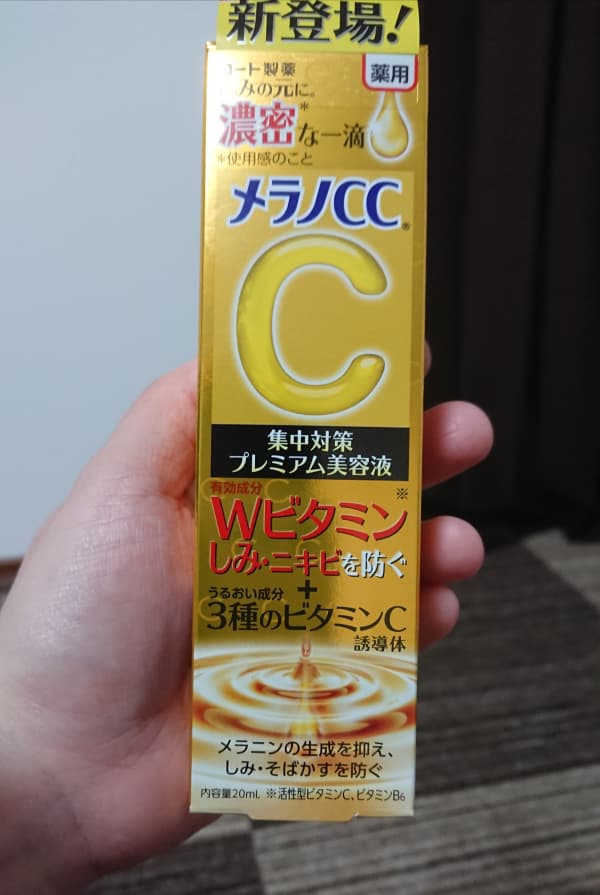 新登場!
ロート製薬
薬用
しみの元に。
濃密*な一滴
*使用感のこと
メラノCC®
C
集中対策
プレミアム美容液
有効成分
Wビタミン※
しみ・ニキビを防ぐ
+
うるおい成分
3種のビタミンC
誘導体
メラニンの生成を抑え、
しみ・そばかすを防ぐ
内容量20mL ※活性型ビタミンC、ビタミンB6